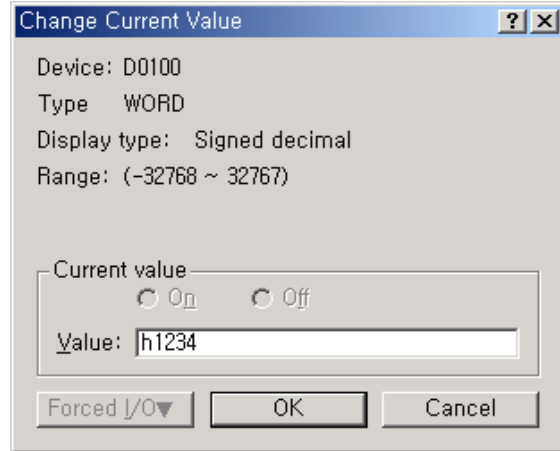 Change Current Value
Device: D0100
Type WORD
Display type: Signed decimal
Range: (-32768 ~ 32767)
Current value
On Off
Value: h1234
Forced I/O▼ OK Cancel